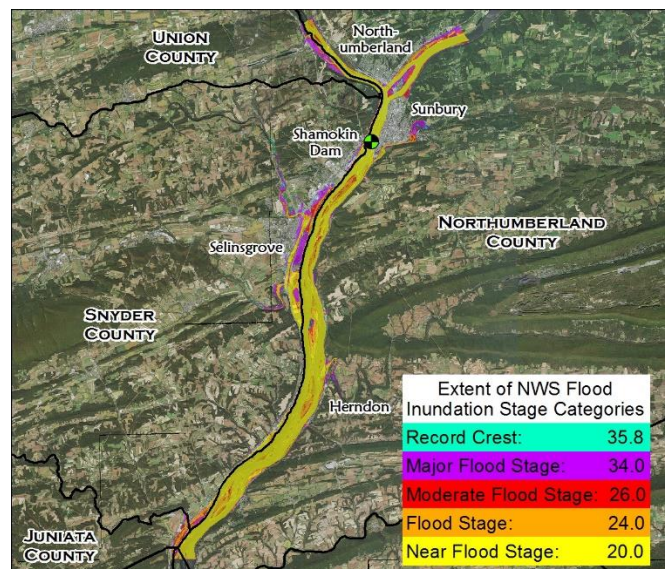 North-
umberland
UNION
COUNTY
Sunbury
Shamokin
Dam
NORTHUMBERLAND
COUNTY
Selinsgrove
SNYDER
COUNTY
Herndon
JUNIATA
COUNTY
Extent of NWS Flood
Inundation Stage Categories
Record Crest: 35.8
Major Flood Stage: 34.0
Moderate Flood Stage: 26.0
Flood Stage: 24.0
Near Flood Stage: 20.0